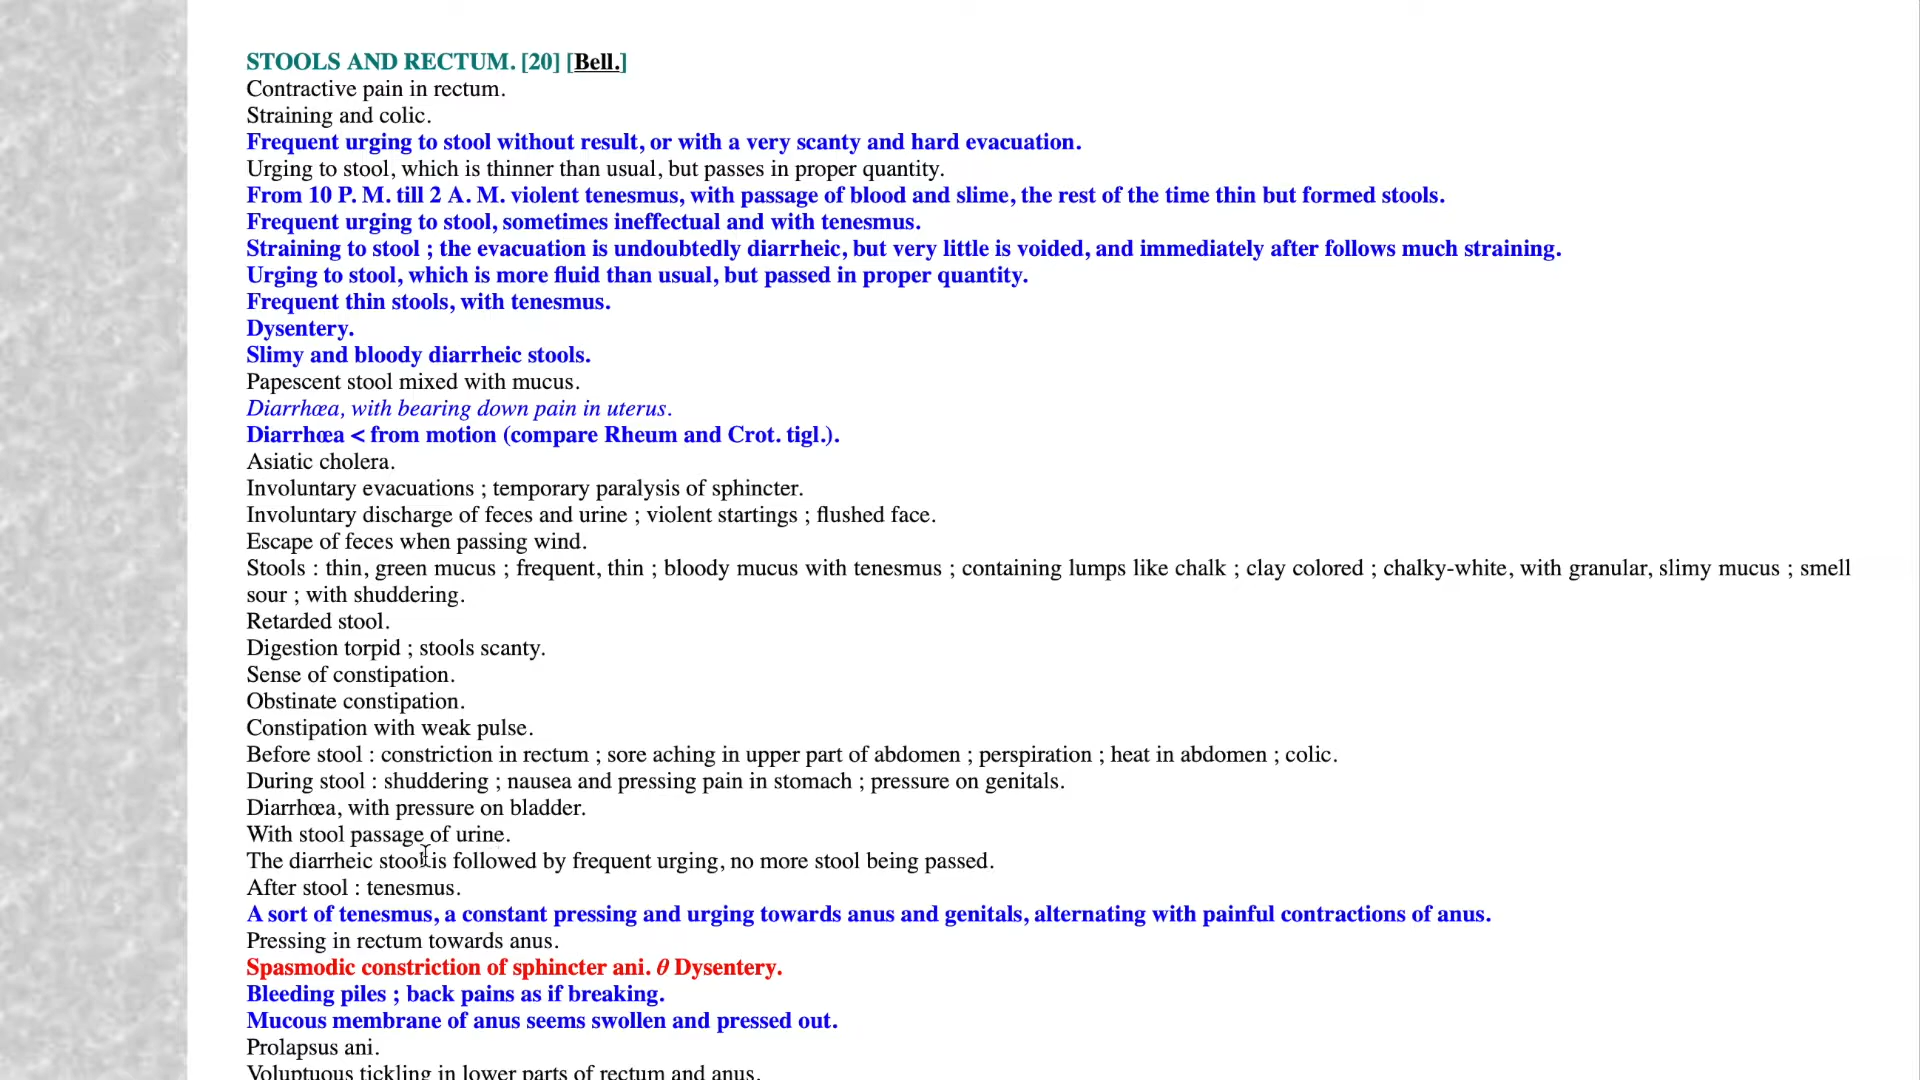 STOOLS AND RECTUM. [20] [Bell.]
Contractive pain in rectum.
Straining and colic.
Frequent urging to stool without result, or with a very scanty and hard evacuation.
Urging to stool, which is thinner than usual, but passes in proper quantity.
From 10 P. M. till 2 A. M. violent tenesmus, with passage of blood and slime, the rest of the time thin but formed stools.
Frequent urging to stool, sometimes ineffectual and with tenesmus.
Straining to stool ; the evacuation is undoubtedly diarrheic, but very little is voided, and immediately after follows much straining.
Urging to stool, which is more fluid than usual, but passed in proper quantity.
Frequent thin stools, with tenesmus.
Dysentery.
Slimy and bloody diarrheic stools.
Papescent stool mixed with mucus.
Diarrhœa, with bearing down pain in uterus.
Diarrhœa < from motion (compare Rheum and Crot. tigl.).
Asiatic cholera.
Involuntary evacuations ; temporary paralysis of sphincter.
Involuntary discharge of feces and urine ; violent startings ; flushed face.
Escape of feces when passing wind.
Stools : thin, green mucus ; frequent, thin ; bloody mucus with tenesmus ; containing lumps like chalk ; clay colored ; chalky-white, with granular, slimy mucus ; smell
sour ; with shuddering.
Retarded stool.
Digestion torpid ; stools scanty.
Sense of constipation.
Obstinate constipation.
Constipation with weak pulse.
Before stool : constriction in rectum ; sore aching in upper part of abdomen ; perspiration ; heat in abdomen ; colic.
During stool : shuddering ; nausea and pressing pain in stomach ; pressure on genitals.
Diarrhœa, with pressure on bladder.
With stool passage of urine.
The diarrheic stool is followed by frequent urging, no more stool being passed.
After stool : tenesmus.
A sort of tenesmus, a constant pressing and urging towards anus and genitals, alternating with painful contractions of anus.
Pressing in rectum towards anus.
Spasmodic constriction of sphincter ani. θ Dysentery.
Bleeding piles ; back pains as if breaking.
Mucous membrane of anus seems swollen and pressed out.
Prolapsus ani.
Voluptuous tickling in lower parts of rectum and anus.